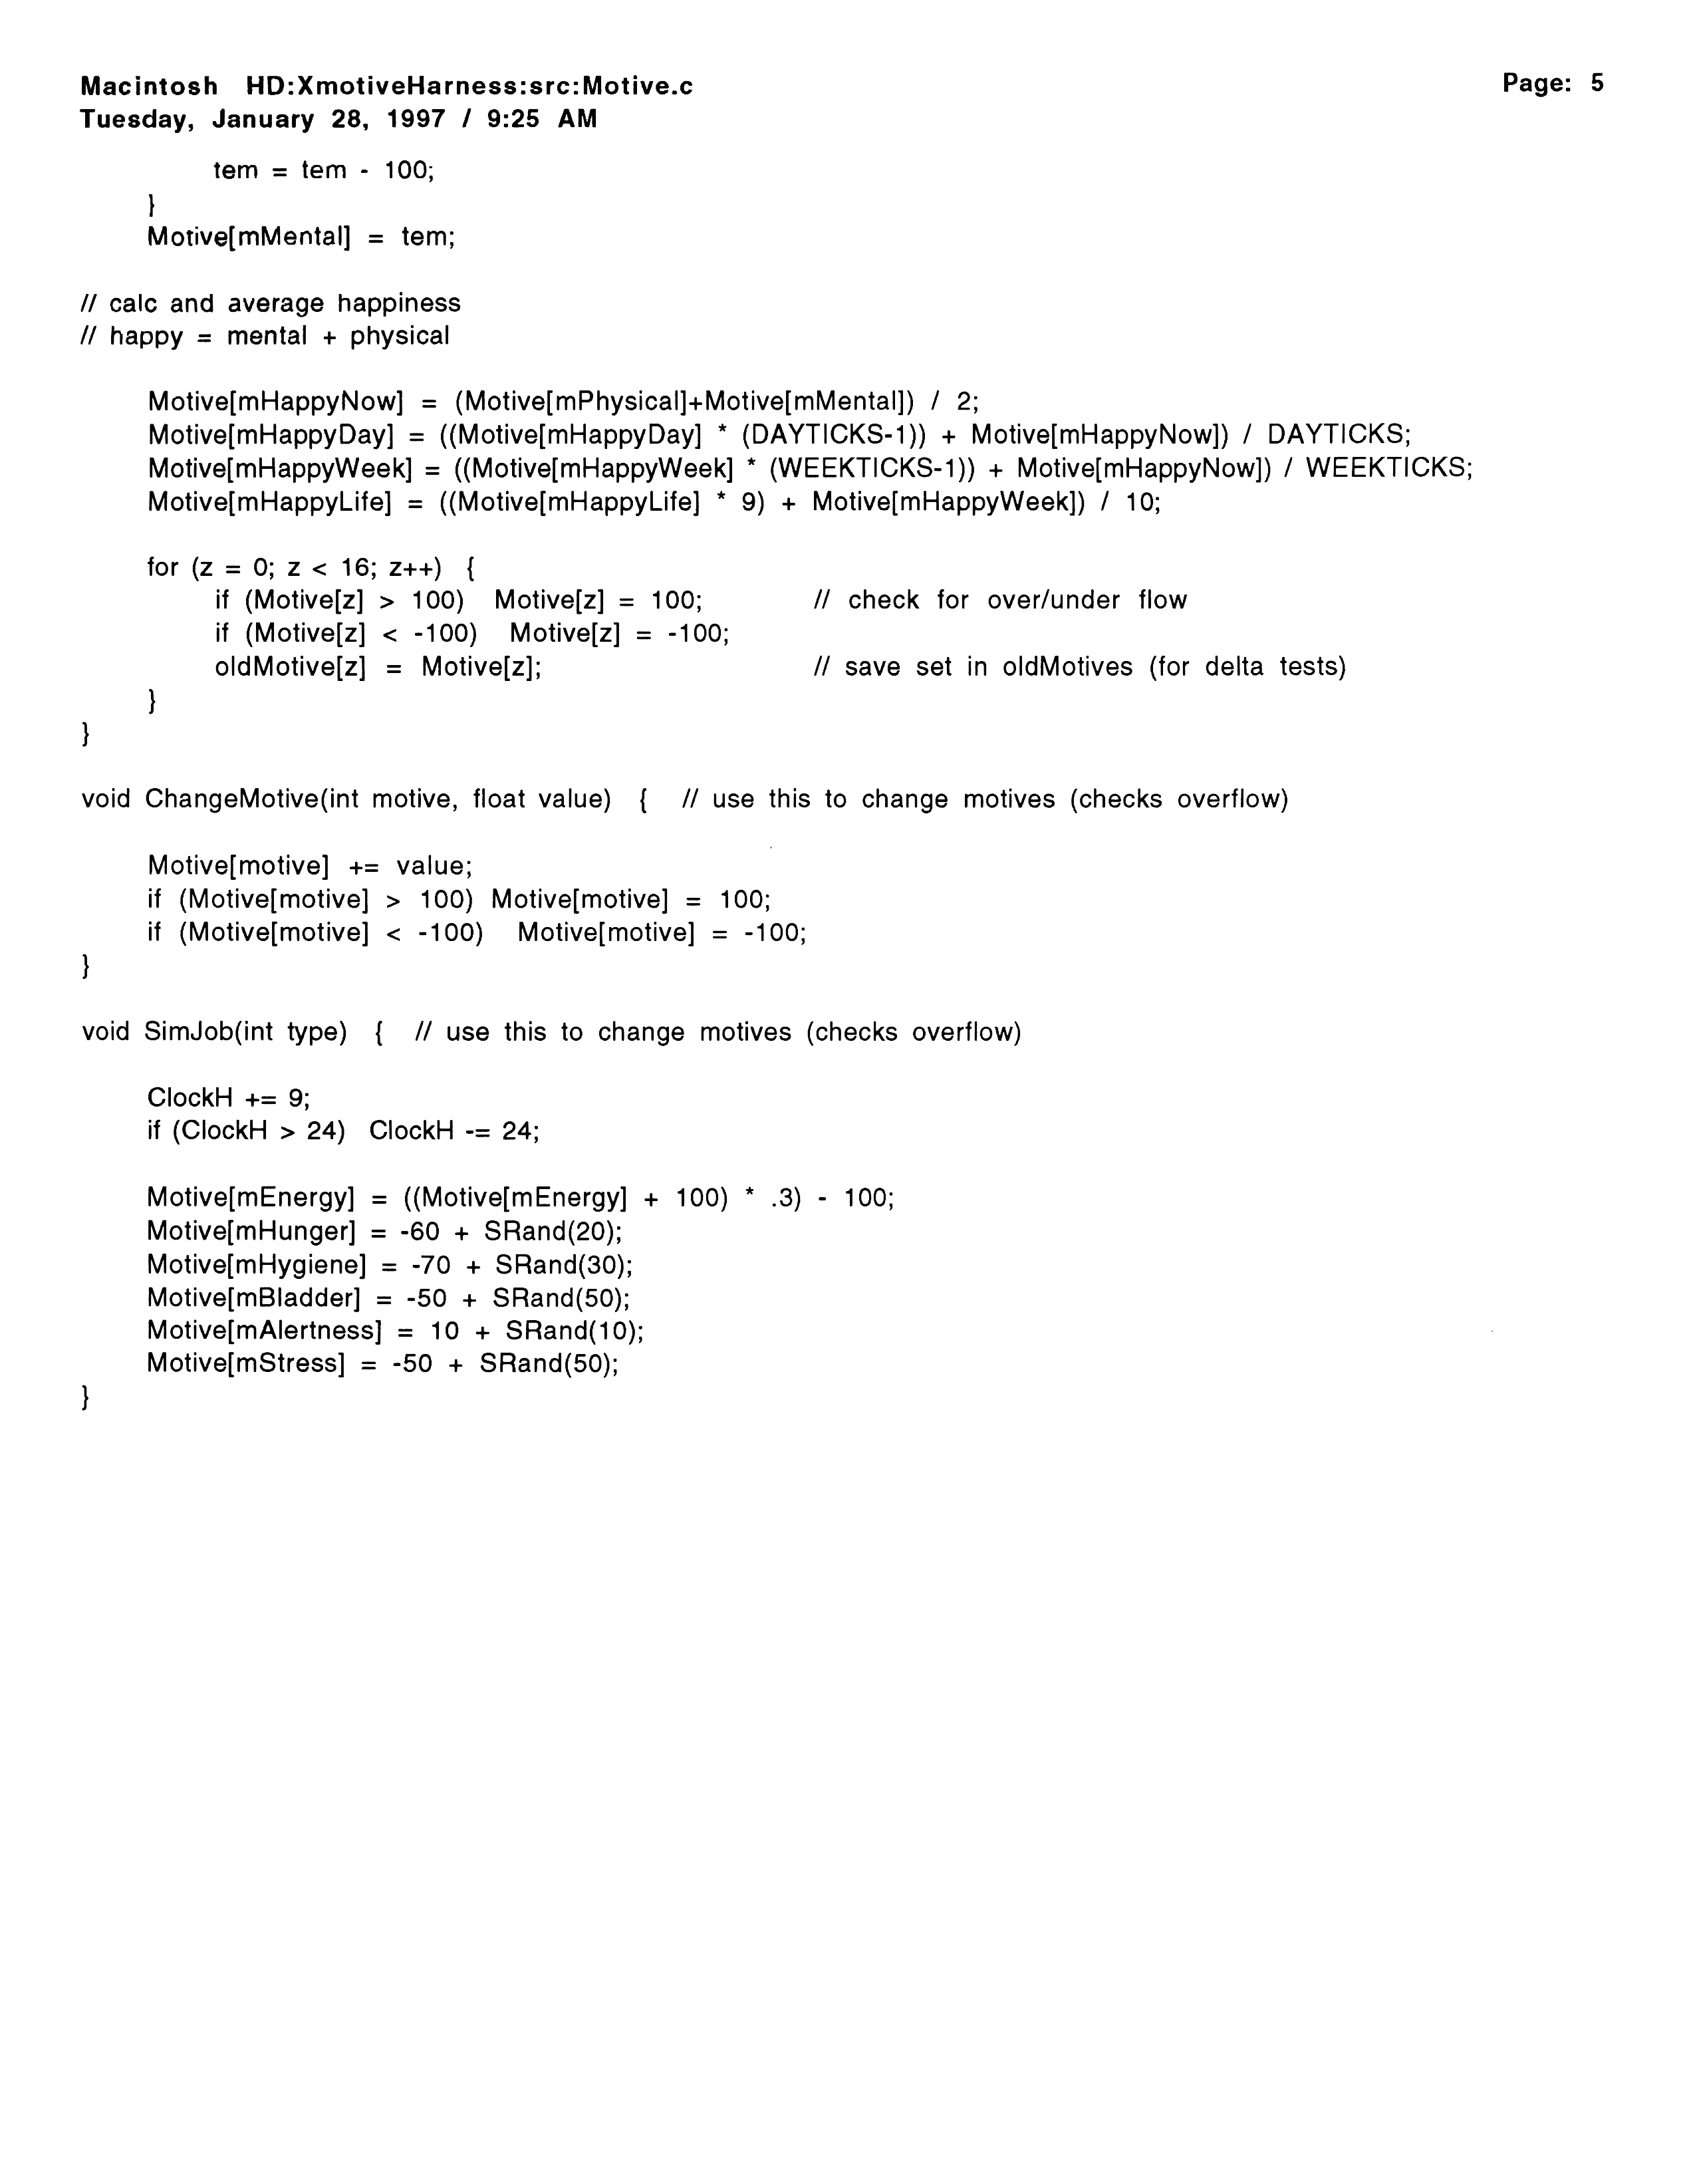 Macintosh HD:XmotiveHarness:src:Motive.c Page: 5
Tuesday, January 28, 1997 / 9:25 AM
tem = tem - 100;
}
Motive[mMental] = tem;
// calc and average happiness
// happy = mental + physical
Motive[mHappyNow] = (Motive[mPhysical]+Motive[mMental]) / 2;
Motive[mHappyDay] = ((Motive[mHappyDay] * (DAYTICKS-1)) + Motive[mHappyNow]) / DAYTICKS;
Motive[mHappyWeek] = ((Motive[mHappyWeek] * (WEEKTICKS-1)) + Motive[mHappyNow]) / WEEKTICKS;
Motive[mHappyLife] = ((Motive[mHappyLife] * 9) + Motive[mHappyWeek]) / 10;
for (z = 0; z < 16; z++) {
if (Motive[z] > 100) Motive[z] = 100; // check for over/under flow
if (Motive[z] < -100) Motive[z] = -100;
oldMotive[z] = Motive[z]; // save set in oldMotives (for delta tests)
}
}
void ChangeMotive(int motive, float value) { // use this to change motives (checks overflow)
Motive[motive] += value;
if (Motive[motive] > 100) Motive[motive] = 100;
if (Motive[motive] < -100) Motive[motive] = -100;
}
void SimJob(int type) { // use this to change motives (checks overflow)
ClockH += 9;
if (ClockH > 24) ClockH -= 24;
Motive[mEnergy] = ((Motive[mEnergy] + 100) * .3) - 100;
Motive[mHunger] = -60 + SRand(20);
Motive[mHygiene] = -70 + SRand(30);
Motive[mBladder] = -50 + SRand(50);
Motive[mAlertness] = 10 + SRand(10);
Motive[mStress] = -50 + SRand(50);
}